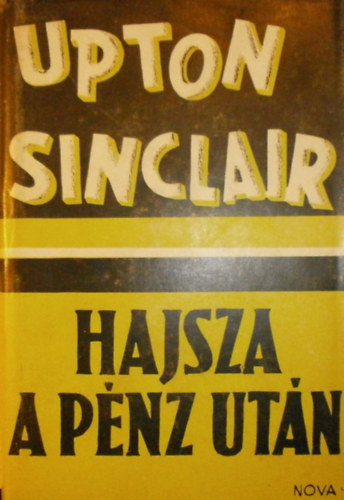 UPTON
SINCLAIR
HAJSZA
A PÉNZ UTÁN
NOVA